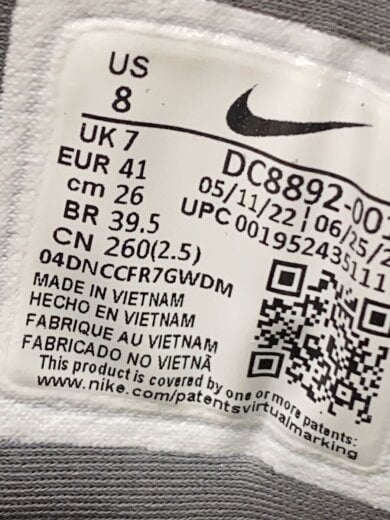 US
8
UK 7
EUR 41
cm 26
BR 39.5
CN 260(2.5)
04DNCCFR7GWDM
DC8892-00
05/11/22 | 06/25/2
UPC 001952435111
MADE IN VIETNAM
HECHO EN VIETNAM
FABRIQUE AU VIETNAM
FABRICADO NO VIETNÃ
This product is covered by one or more patents:
www.nike.com/patentsvirtualmarking